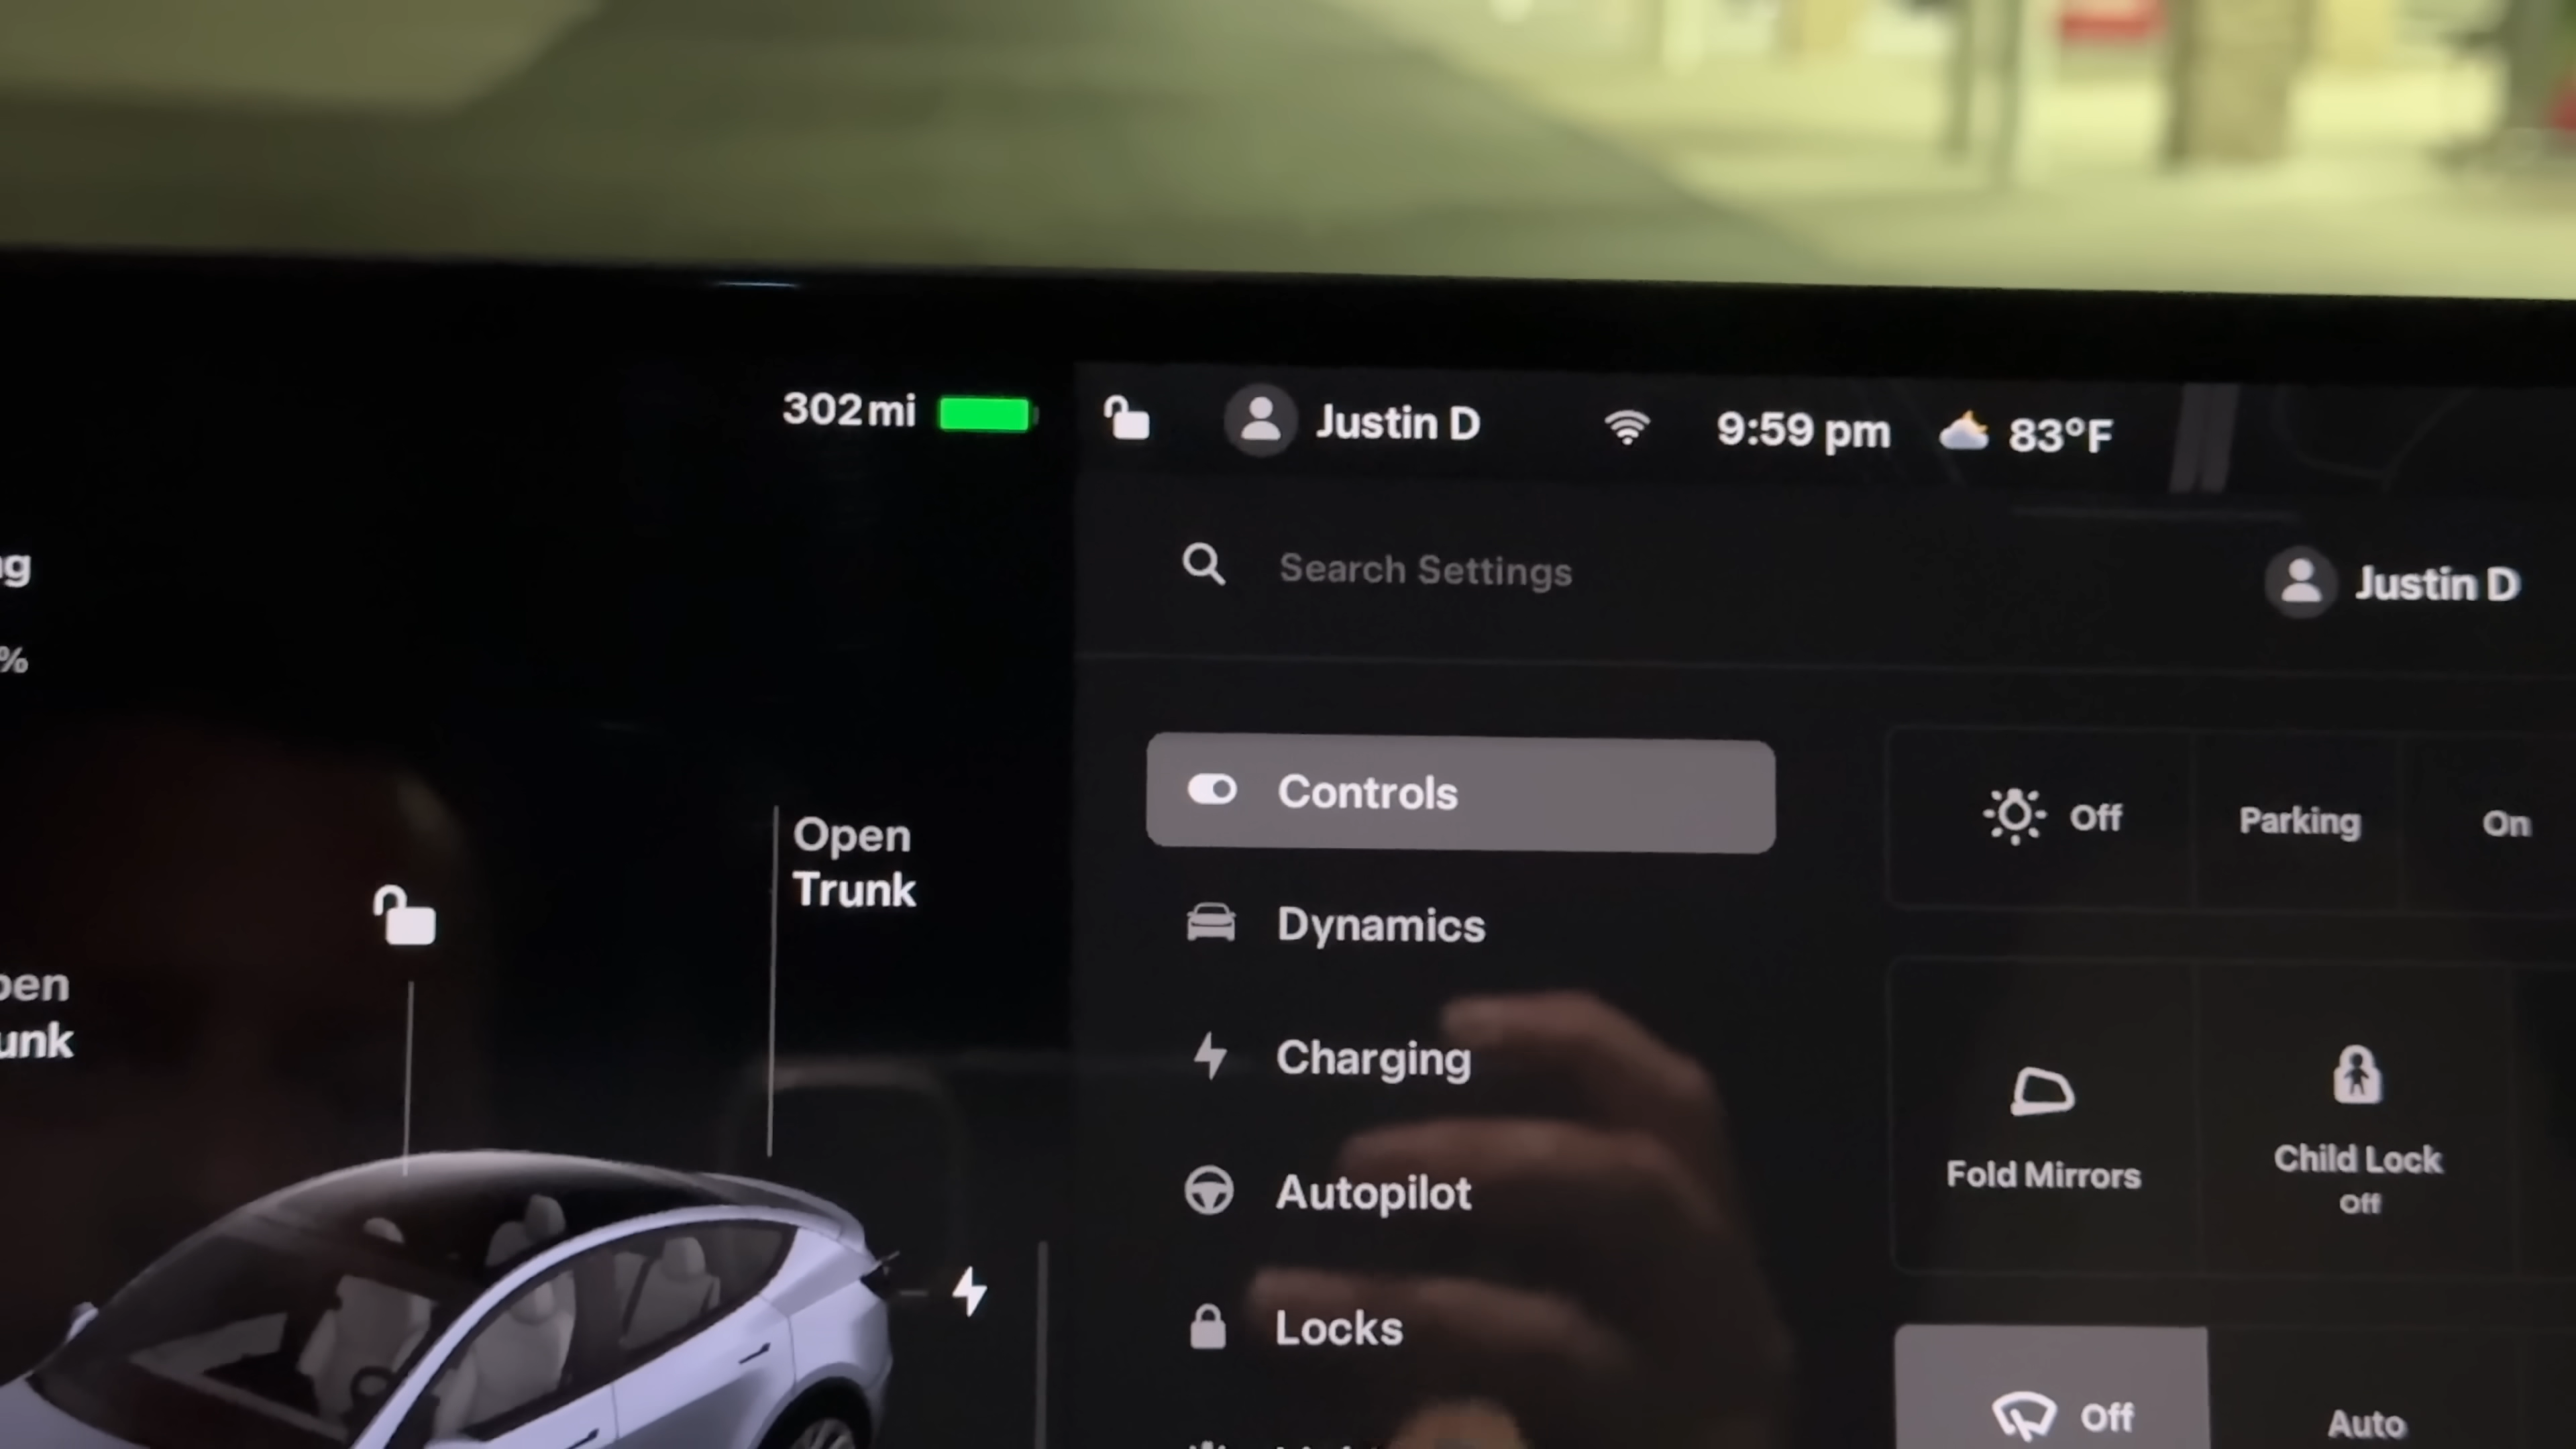 302 mi
Justin D
9:59 pm
83°F
Search Settings
Justin D
%
Open
Trunk
Controls
Dynamics
Charging
Autopilot
Locks
Off
Parking
On
Fold Mirrors
Child Lock
Off
Off
Auto